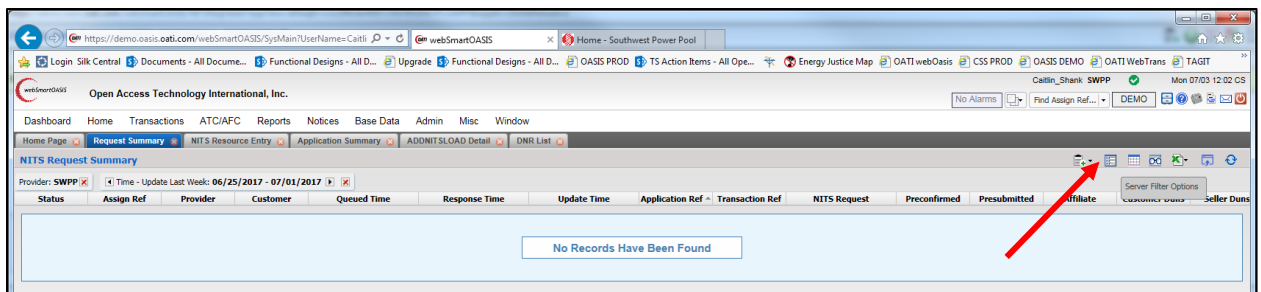 https://demo.oasis.oati.com/webSmartOASIS/SysMain?UserName=Caitli webSmartOASIS Home - Southwest Power Pool
Login Silk Central Documents - All Docume... Functional Designs - All D... Upgrade Functional Designs - All D... OASIS PROD TS Action Items - All Ope... Energy Justice Map OATI webOasis CSS PROD OASIS DEMO OATI WebTrans TAGIT
Caitlin_Shank SWPP Mon 07/03 12:02 CS
webSmartOASIS Open Access Technology International, Inc. No Alarms Find Assign Ref... DEMO
Dashboard Home Transactions ATC/AFC Reports Notices Base Data Admin Misc Window
Home Page Request Summary NITS Resource Entry Application Summary ADDNITSLOAD Detail DNR List
NITS Request Summary
Provider: SWPP Time - Update Last Week: 06/25/2017 - 07/01/2017
Server Filter Options
Status Assign Ref Provider Customer Queued Time Response Time Update Time Application Ref Transaction Ref NITS Request Preconfirmed Presubmitted Affiliate Customer Duns Seller Duns
No Records Have Been Found